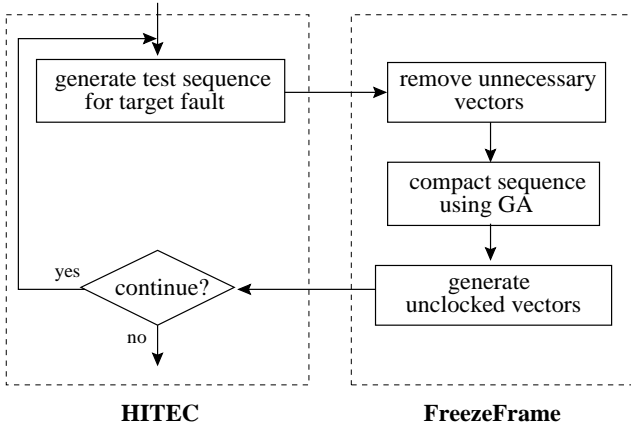 generate test sequence
for target fault
remove unnecessary
vectors
compact sequence
using GA
generate
unclocked vectors
continue?
yes
no
HITEC
FreezeFrame